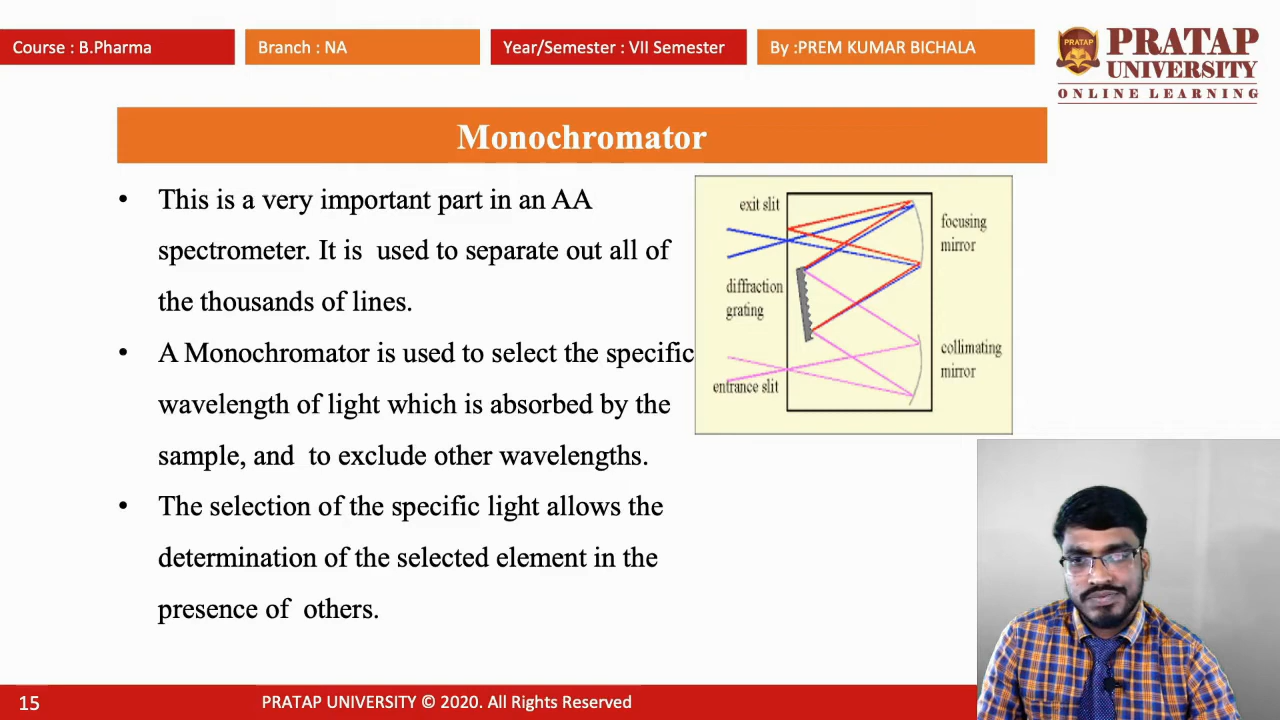 Course : B.Pharma
Branch : NA
Year/Semester : VII Semester
By :PREM KUMAR BICHALA
PRATAP
PRATAP
UNIVERSITY
ONLINE LEARNING
Monochromator
• This is a very important part in an AA
spectrometer. It is used to separate out all of
the thousands of lines.
• A Monochromator is used to select the specific
wavelength of light which is absorbed by the
sample, and to exclude other wavelengths.
• The selection of the specific light allows the
determination of the selected element in the
presence of others.
exit slit
focusing
mirror
diffraction
grating
collimating
mirror
entrance slit
15
PRATAP UNIVERSITY © 2020. All Rights Reserved